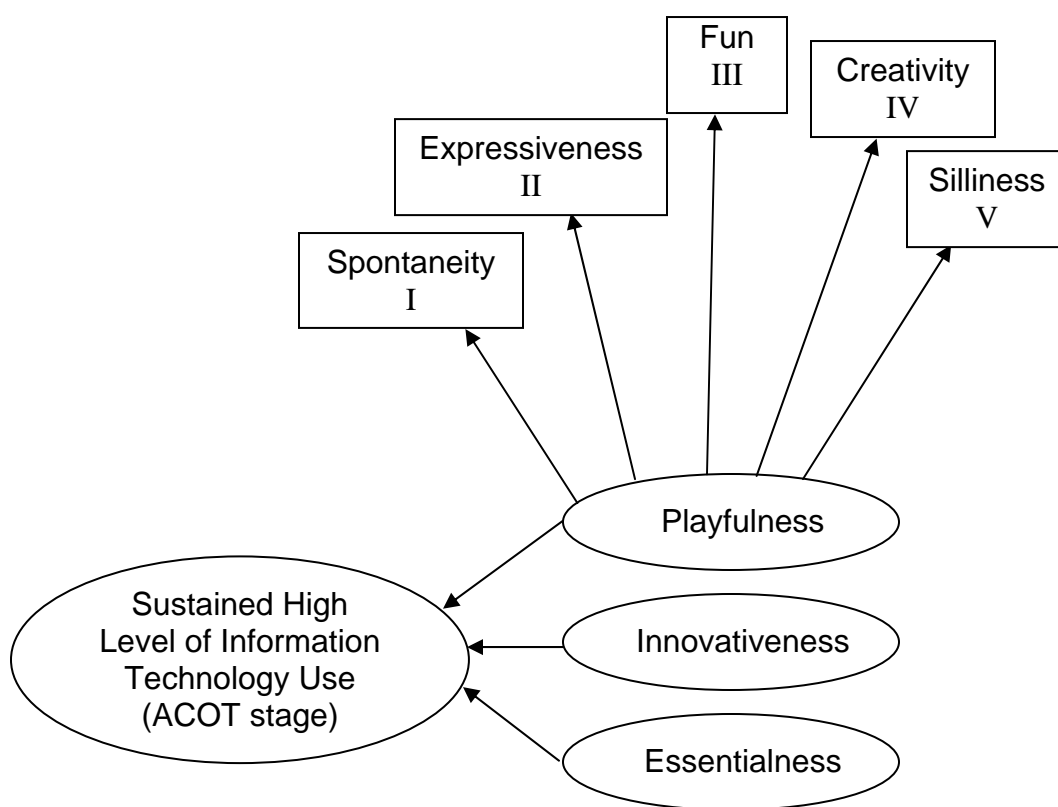 Fun
III
Creativity
IV
Expressiveness
II
Silliness
V
Spontaneity
I
Playfulness
Sustained High
Level of Information
Technology Use
(ACOT stage)
Innovativeness
Essentialness